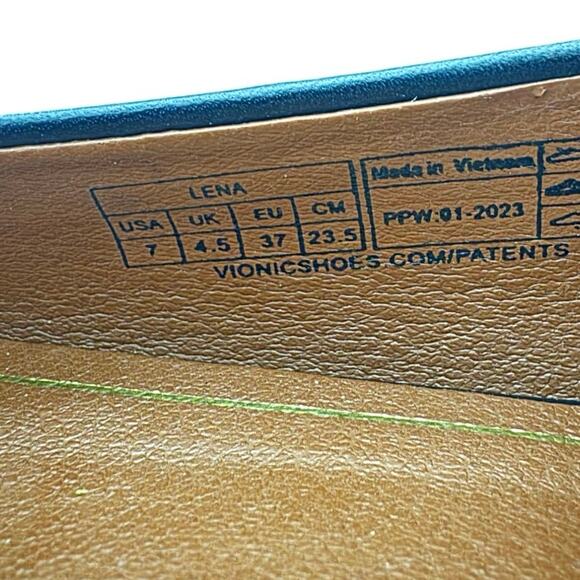 LENA
USA UK EU CM
7 4.5 37 23.5
Made in Vietnam
PPW:01-2023
VIONICSHOES.COM/PATENTS